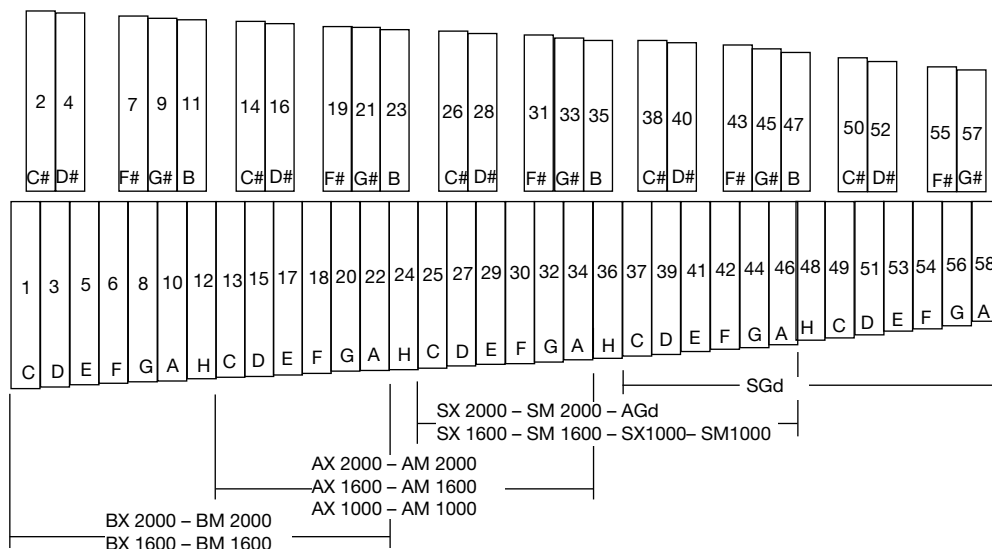 2 4 7 9 11 14 16 19 21 23 26 28 31 33 35 38 40 43 45 47 50 52 55 57
C# D# F# G# B C# D# F# G# B C# D# F# G# B C# D# F# G# B C# D# F# G#
1 3 5 6 8 10 12 13 15 17 18 20 22 24 25 27 29 30 32 34 36 37 39 41 42 44 46 48 49 51 53 54 56 58
C D E F G A H C D E F G A H C D E F G A H C D E F G A H C D E F G A
SGd
SX 2000 – SM 2000 – AGd
SX 1600 – SM 1600 – SX1000– SM1000
AX 2000 – AM 2000
AX 1600 – AM 1600
AX 1000 – AM 1000
BX 2000 – BM 2000
BX 1600 – BM 1600